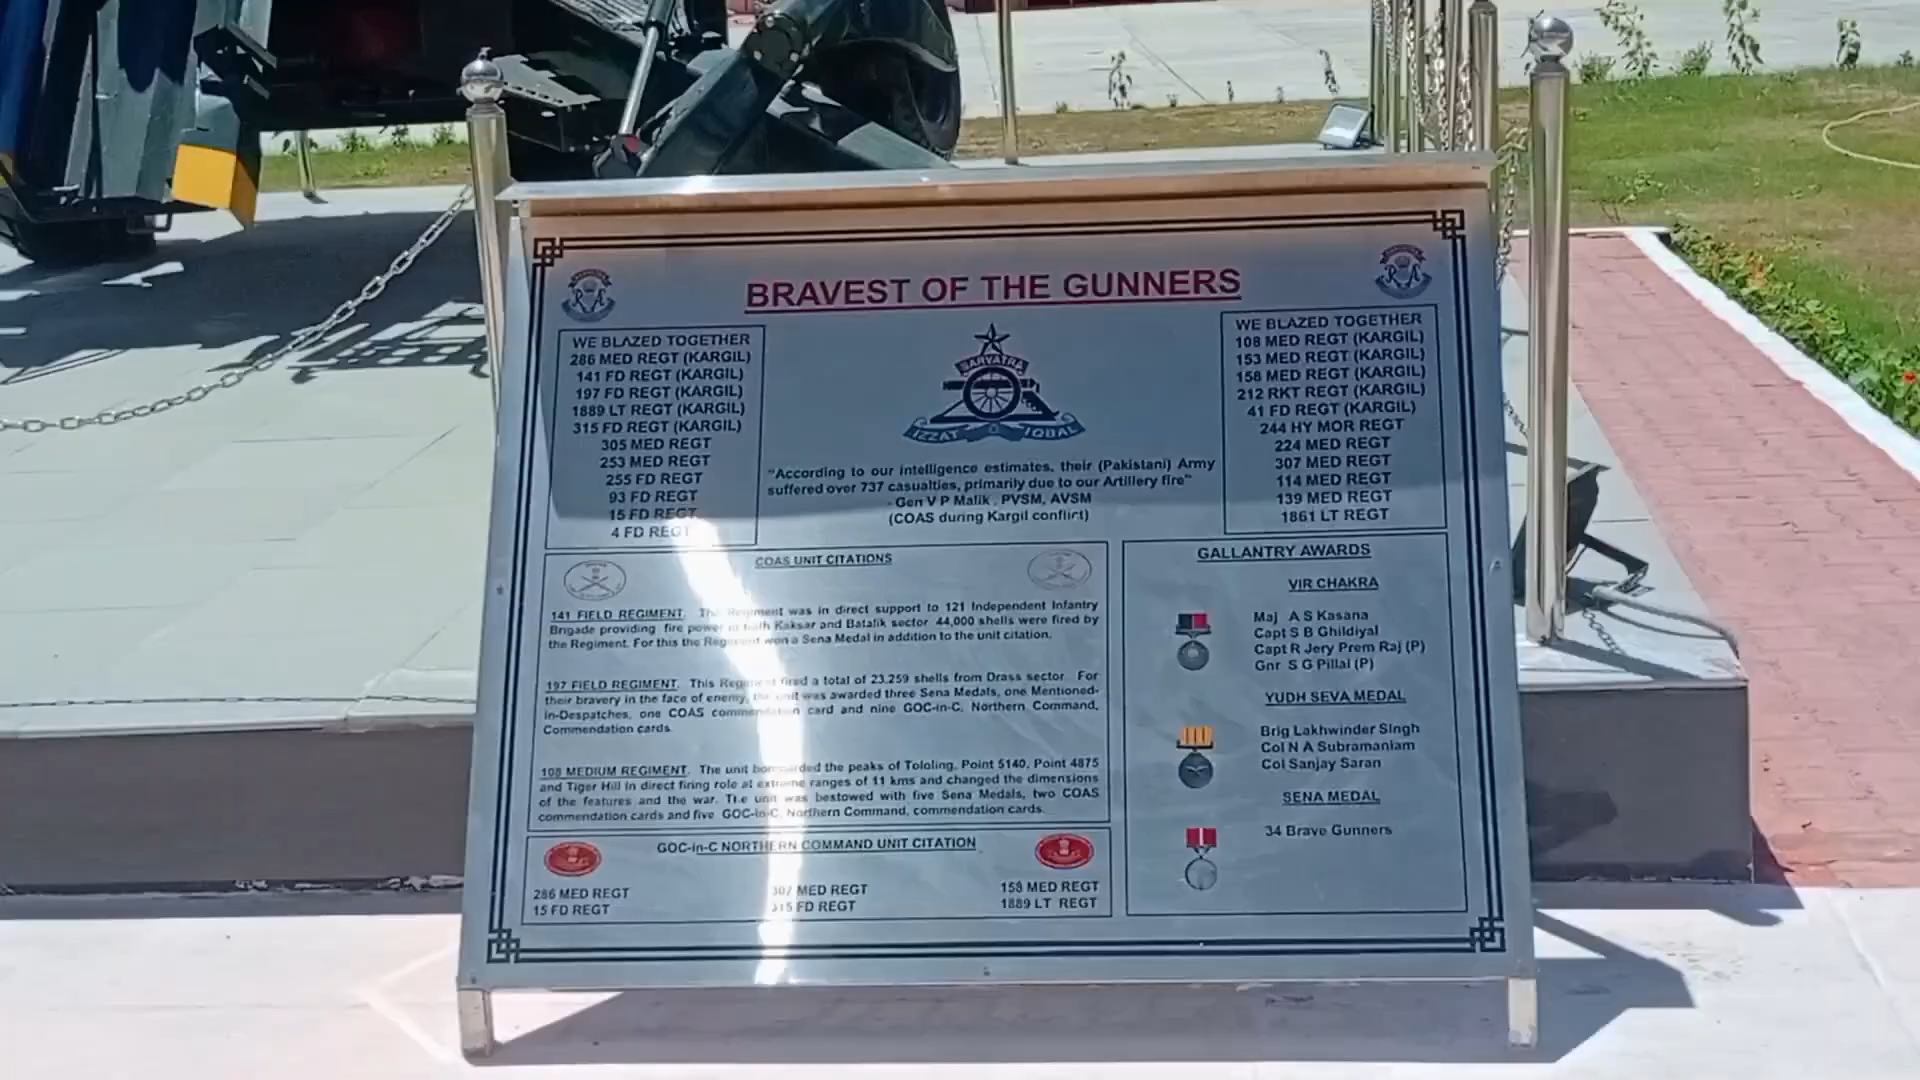 BRAVEST OF THE GUNNERS
RA
RA
WE BLAZED TOGETHER
286 MED REGT (KARGIL)
141 FD REGT (KARGIL)
197 FD REGT (KARGIL)
1889 LT REGT (KARGIL)
315 FD REGT (KARGIL)
305 MED REGT
253 MED REGT
255 FD REGT
93 FD REGT
15 FD REGT
4 FD REGT
SARVATRA
IZZAT O IQBAL
"According to our intelligence estimates, their (Pakistani) Army
suffered over 737 casualties, primarily due to our Artillery fire"
- Gen V P Malik, PVSM, AVSM
(COAS during Kargil conflict)
WE BLAZED TOGETHER
108 MED REGT (KARGIL)
153 MED REGT (KARGIL)
158 MED REGT (KARGIL)
212 RKT REGT (KARGIL)
41 FD REGT (KARGIL)
244 HY MOR REGT
224 MED REGT
307 MED REGT
114 MED REGT
139 MED REGT
1861 LT REGT
COAS UNIT CITATIONS
141 FIELD REGIMENT. The Regiment was in direct support to 121 Independent Infantry
Brigade providing fire power in both Kaksar and Batalik sector 44,000 shells were fired by
the Regiment. For this the Regiment won a Sena Medal in addition to the unit citation.
197 FIELD REGIMENT. This Regiment fired a total of 23,259 shells from Drass sector. For
their bravery in the face of enemy, the unit was awarded three Sena Medals, one Mentioned-
in-Despatches, one COAS commendation card and nine GOC-in-C, Northern Command,
Commendation cards.
108 MEDIUM REGIMENT. The unit bombarded the peaks of Tololing, Point 5140, Point 4875
and Tiger Hill in direct firing role at extreme ranges of 11 kms and changed the dimensions
of the features and the war. The unit was bestowed with five Sena Medals, two COAS
commendation cards and five GOC-in-C, Northern Command, commendation cards.
GOC-in-C NORTHERN COMMAND UNIT CITATION
286 MED REGT 307 MED REGT 158 MED REGT
15 FD REGT 315 FD REGT 1889 LT REGT
GALLANTRY AWARDS
VIR CHAKRA
Maj A S Kasana
Capt S B Ghildiyal
Capt R Jery Prem Raj (P)
Gnr S G Pillal (P)
YUDH SEVA MEDAL
Brig Lakhwinder Singh
Col N A Subramaniam
Col Sanjay Saran
SENA MEDAL
34 Brave Gunners